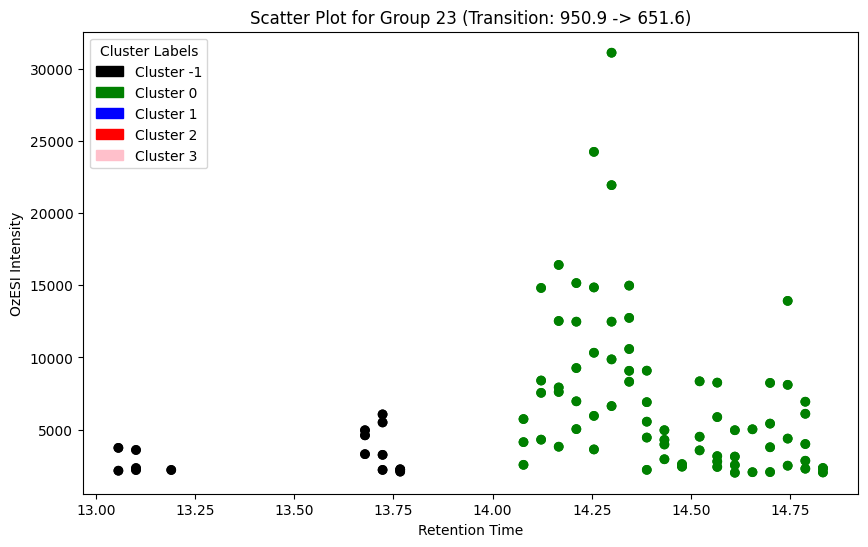 Scatter Plot for Group 23 (Transition: 950.9 -> 651.6)
Cluster Labels
Cluster -1
Cluster 0
Cluster 1
Cluster 2
Cluster 3
OzESI Intensity
30000
25000
20000
15000
10000
5000
13.00 13.25 13.50 13.75 14.00 14.25 14.50 14.75
Retention Time